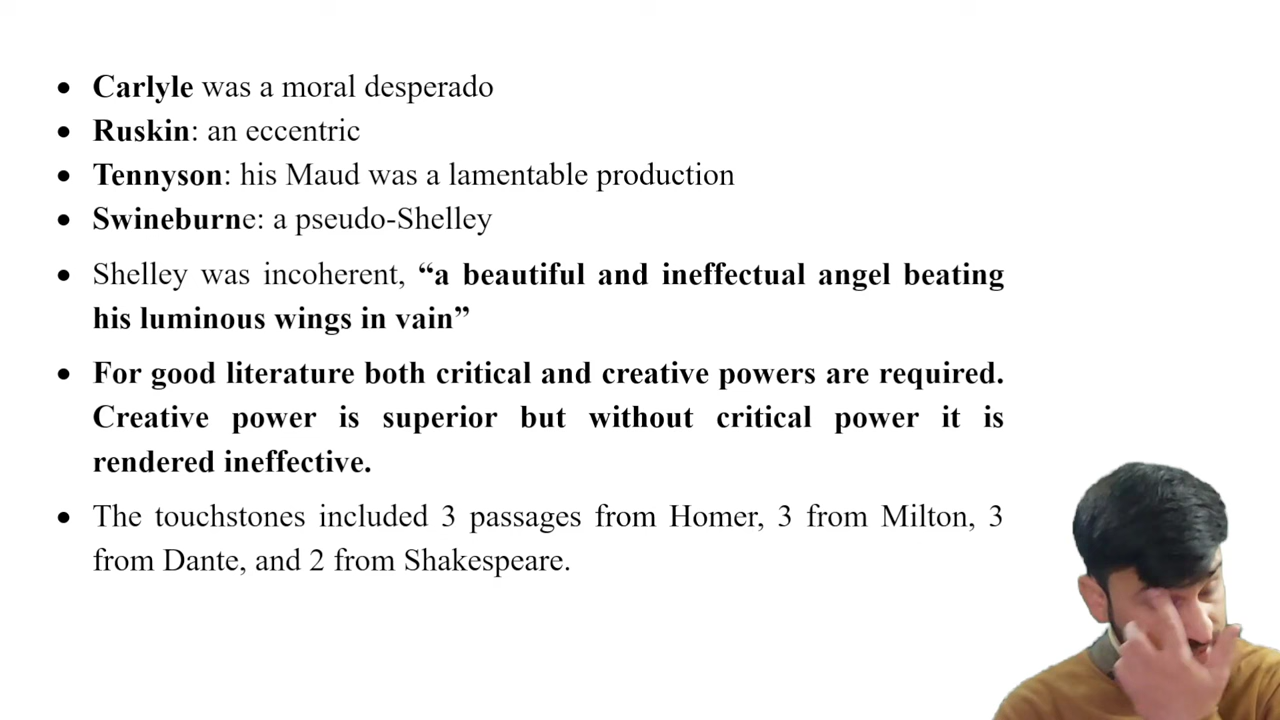 • Carlyle was a moral desperado
• Ruskin: an eccentric
• Tennyson: his Maud was a lamentable production
• Swineburne: a pseudo-Shelley
• Shelley was incoherent, “a beautiful and ineffectual angel beating
his luminous wings in vain”
• For good literature both critical and creative powers are required.
Creative power is superior but without critical power it is
rendered ineffective.
• The touchstones included 3 passages from Homer, 3 from Milton, 3
from Dante, and 2 from Shakespeare.